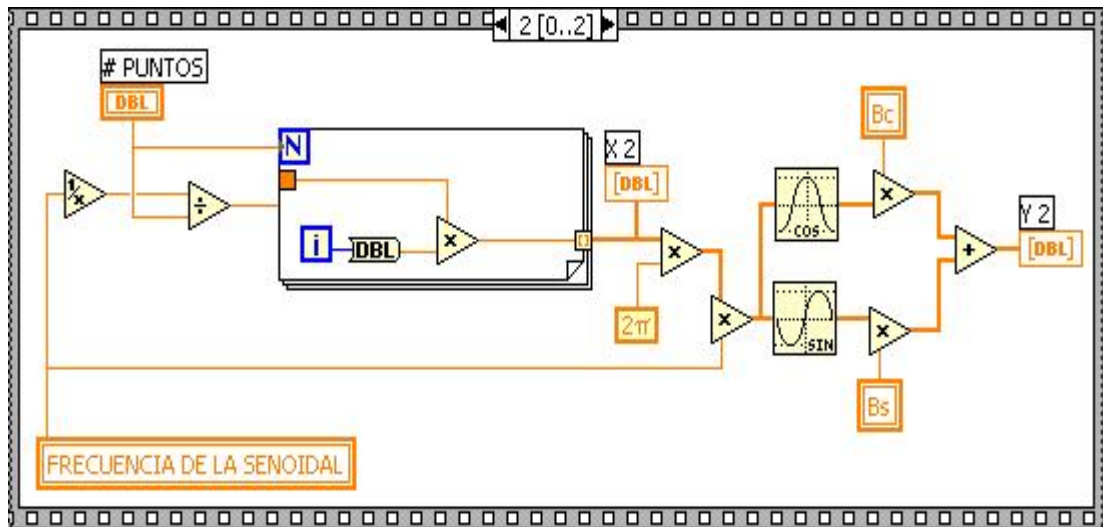 2 [0..2]
# PUNTOS
DBL
N
1/x
÷
i
DBL
x
X 2
[DBL]
x
2π
x
COS
SIN
Bc
x
x
Bs
+
Y 2
[DBL]
FRECUENCIA DE LA SENOIDAL